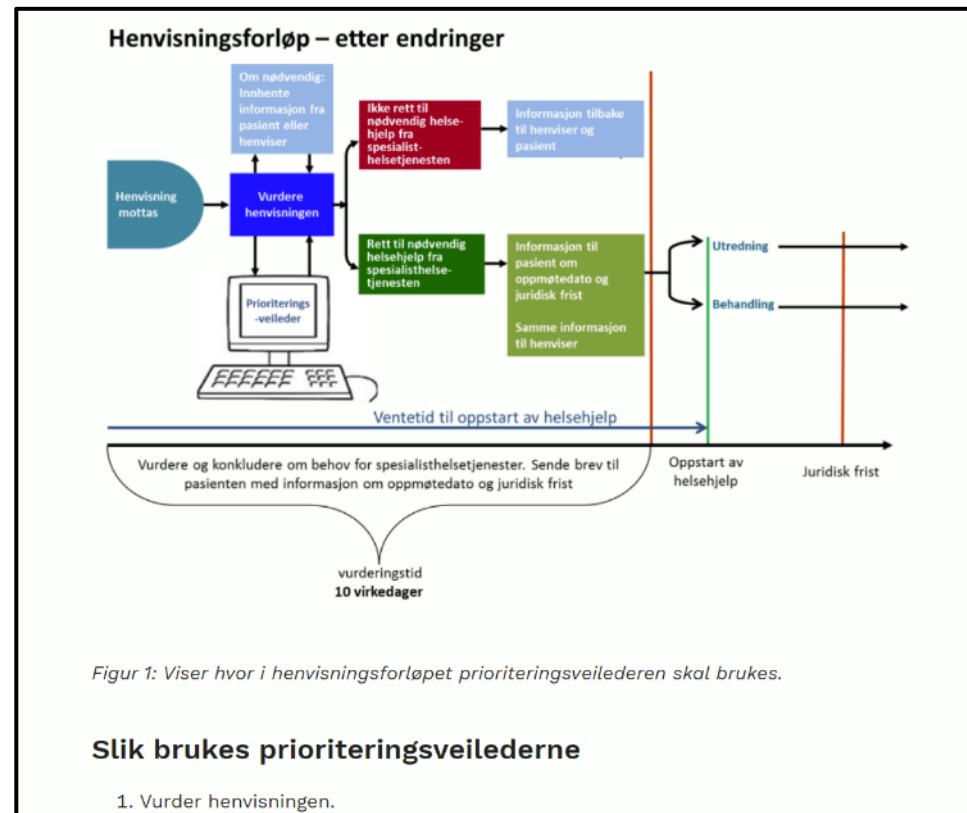 Henvisningsforløp – etter endringer
Om nødvendig:
Innhente
informasjon fra
pasient eller
henviser
Ikke rett til
nødvendig helse-
hjelp fra
spesialist-
helsetjenesten
Informasjon tilbake
til henviser og
pasient
Henvisning
mottas
Vurdere
henvisningen
Rett til nødvendig
helsehjelp fra
spesialisthelse-
tjenesten
Informasjon til
pasient om
oppmøtedato og
juridisk frist
Samme informasjon
til henviser
Utredning
Behandling
Prioriterings
-veileder
Ventetid til oppstart av helsehjelp
Vurdere og konkludere om behov for spesialisthelsetjenester. Sende brev til
pasienten med informasjon om oppmøtedato og juridisk frist
Oppstart av
helsehjelp
Juridisk frist
vurderingstid
10 virkedager
Figur 1: Viser hvor i henvisningsforløpet prioriteringsveilederen skal brukes.
Slik brukes prioriteringsveilederne
1. Vurder henvisningen.